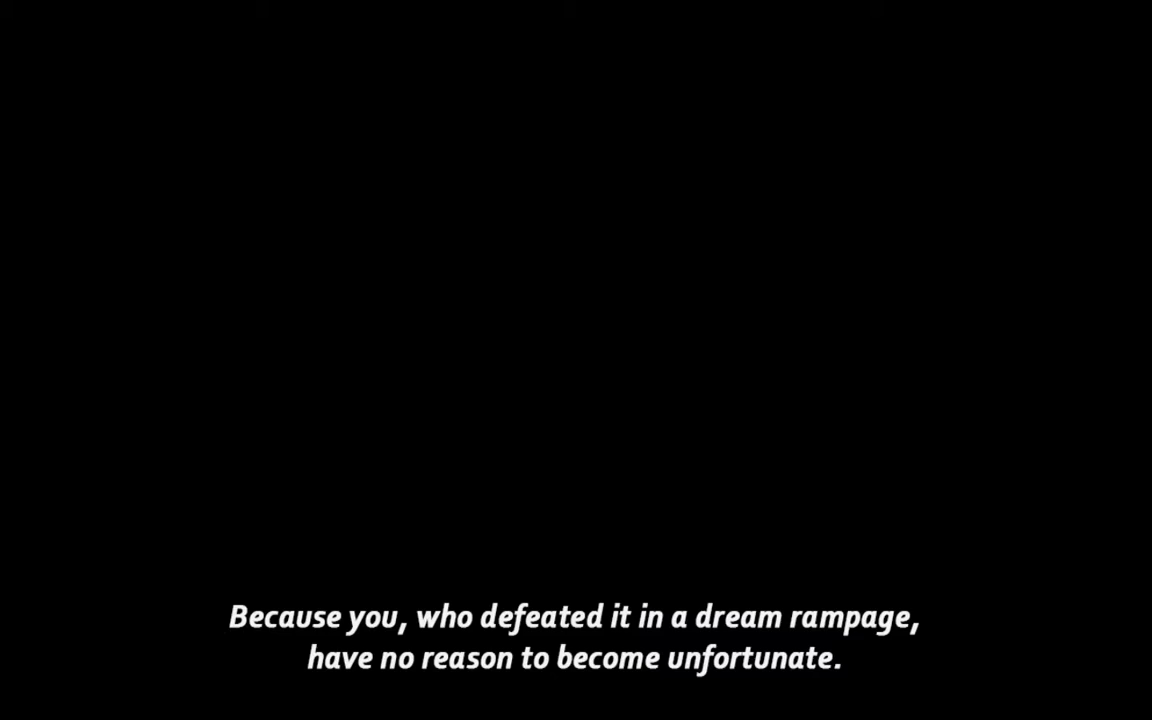 Because you, who defeated it in a dream rampage,
have no reason to become unfortunate.